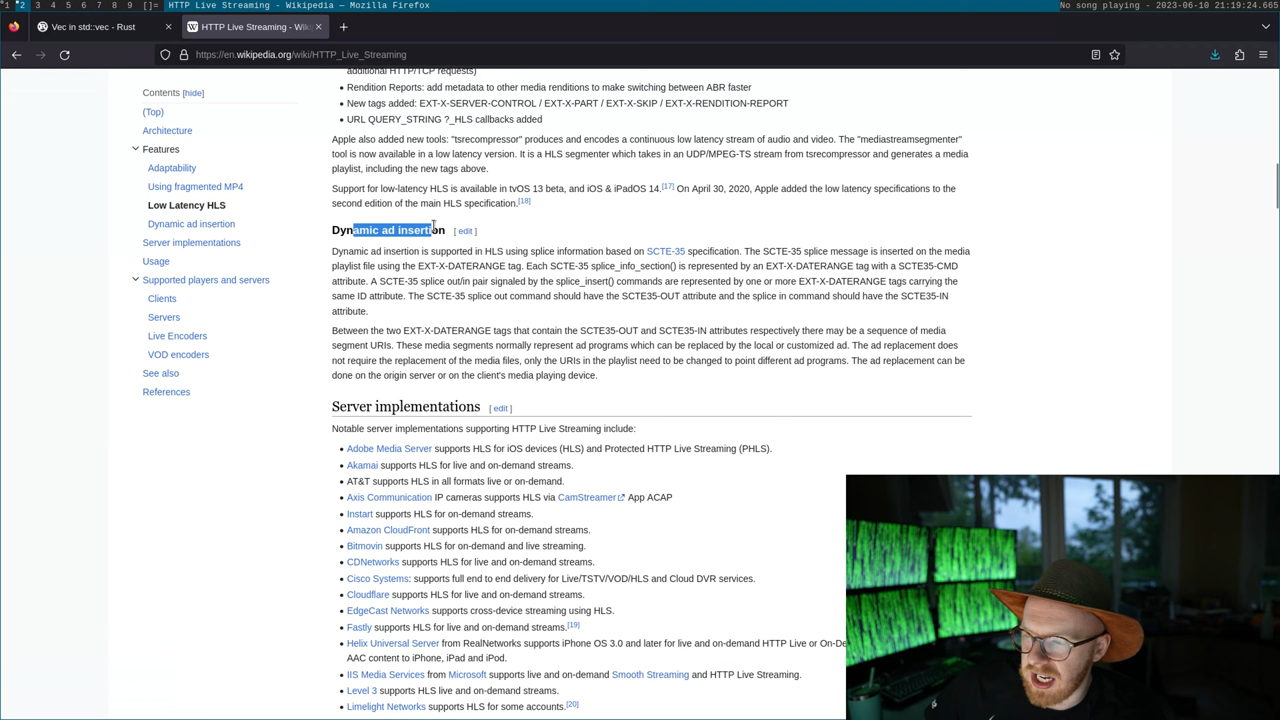 1 2 3 4 5 6 7 8 9 []= HTTP Live Streaming - Wikipedia — Mozilla Firefox No song playing - 2023-06-10 21:19:24.665
Vec in std::vec - Rust HTTP Live Streaming - Wiki
https://en.wikipedia.org/wiki/HTTP_Live_Streaming
Contents [hide]
(Top)
Architecture
Features
Adaptability
Using fragmented MP4
Low Latency HLS
Dynamic ad insertion
Server implementations
Usage
Supported players and servers
Clients
Servers
Live Encoders
VOD encoders
See also
References
additional HTTP/TCP requests)
• Rendition Reports: add metadata to other media renditions to make switching between ABR faster
• New tags added: EXT-X-SERVER-CONTROL / EXT-X-PART / EXT-X-SKIP / EXT-X-RENDITION-REPORT
• URL QUERY_STRING ?_HLS callbacks added
Apple also added new tools: "tsrecompressor" produces and encodes a continuous low latency stream of audio and video. The "mediastreamsegmenter"
tool is now available in a low latency version. It is a HLS segmenter which takes in an UDP/MPEG-TS stream from tsrecompressor and generates a media
playlist, including the new tags above.
Support for low-latency HLS is available in tvOS 13 beta, and iOS & iPadOS 14.[17] On April 30, 2020, Apple added the low latency specifications to the
second edition of the main HLS specification.[18]
Dynamic ad insertion [ edit ]
Dynamic ad insertion is supported in HLS using splice information based on SCTE-35 specification. The SCTE-35 splice message is inserted on the media
playlist file using the EXT-X-DATERANGE tag. Each SCTE-35 splice_info_section() is represented by an EXT-X-DATERANGE tag with a SCTE35-CMD
attribute. A SCTE-35 splice out/in pair signaled by the splice_insert() commands are represented by one or more EXT-X-DATERANGE tags carrying the
same ID attribute. The SCTE-35 splice out command should have the SCTE35-OUT attribute and the splice in command should have the SCTE35-IN
attribute.
Between the two EXT-X-DATERANGE tags that contain the SCTE35-OUT and SCTE35-IN attributes respectively there may be a sequence of media
segment URIs. These media segments normally represent ad programs which can be replaced by the local or customized ad. The ad replacement does
not require the replacement of the media files, only the URIs in the playlist need to be changed to point different ad programs. The ad replacement can be
done on the origin server or on the client's media playing device.
Server implementations [ edit ]
Notable server implementations supporting HTTP Live Streaming include:
• Adobe Media Server supports HLS for iOS devices (HLS) and Protected HTTP Live Streaming (PHLS).
• Akamai supports HLS for live and on-demand streams.
• AT&T supports HLS in all formats live or on-demand.
• Axis Communication IP cameras supports HLS via CamStreamer App ACAP
• Instart supports HLS for on-demand streams.
• Amazon CloudFront supports HLS for on-demand streams.
• Bitmovin supports HLS for on-demand and live streaming.
• CDNetworks supports HLS for live and on-demand streams.
• Cisco Systems: supports full end to end delivery for Live/TSTV/VOD/HLS and Cloud DVR services.
• Cloudflare supports HLS for live and on-demand streams.
• EdgeCast Networks supports cross-device streaming using HLS.
• Fastly supports HLS for live and on-demand streams.[19]
• Helix Universal Server from RealNetworks supports iPhone OS 3.0 and later for live and on-demand HTTP Live or On-De
AAC content to iPhone, iPad and iPod.
• IIS Media Services from Microsoft supports live and on-demand Smooth Streaming and HTTP Live Streaming.
• Level 3 supports HLS live and on-demand streams.
• Limelight Networks supports HLS for some accounts.[20]